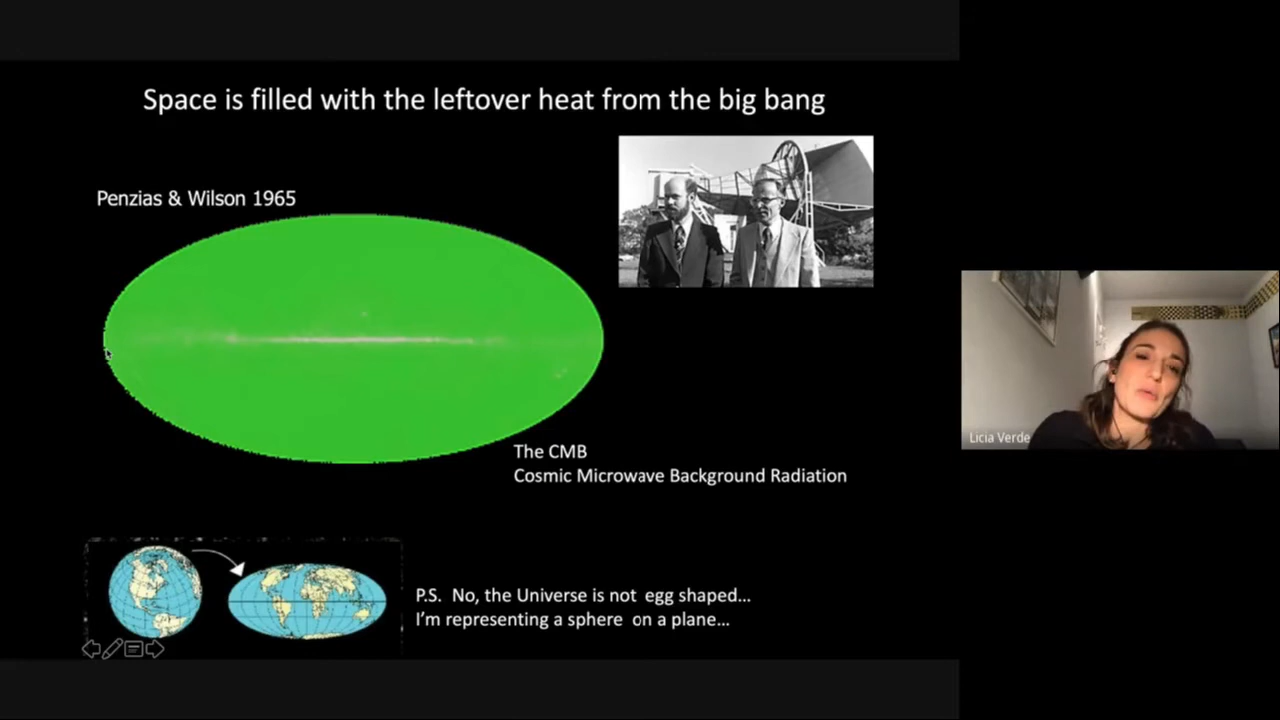 Space is filled with the leftover heat from the big bang
Penzias & Wilson 1965
The CMB
Cosmic Microwave Background Radiation
Licia Verde
P.S. No, the Universe is not egg shaped...
I'm representing a sphere on a plane...